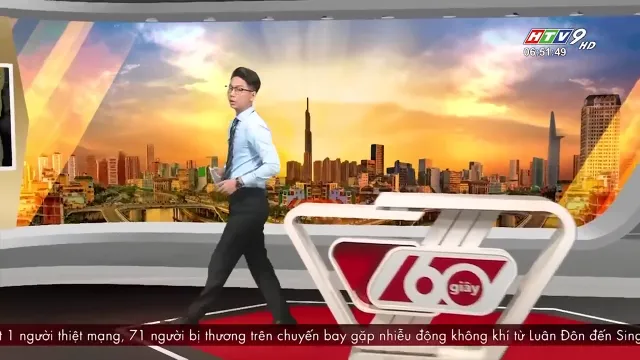 HTV9 HD
06:51:49
60 giây
1 người thiệt mạng, 71 người bị thương trên chuyến bay gặp nhiễu động không khí từ Luân Đôn đến Sing